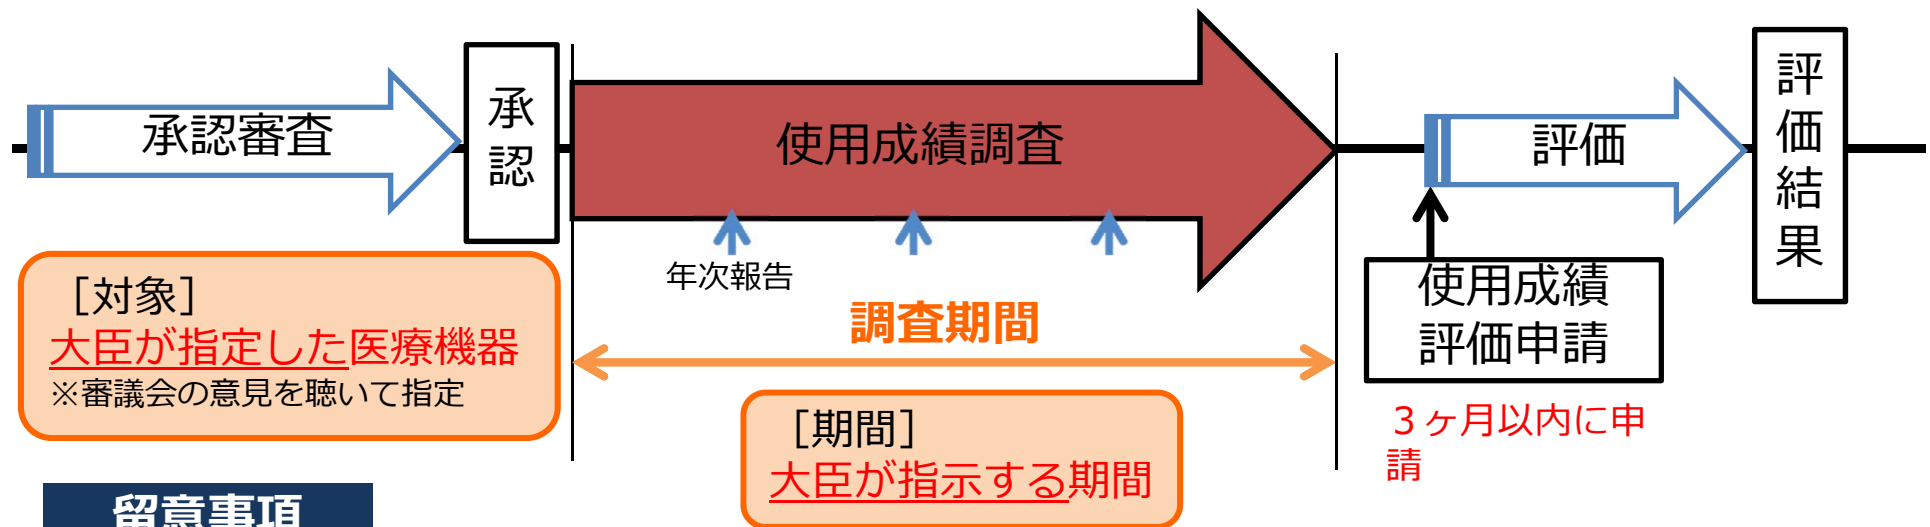 承認審査
承認
使用成績調査
評価
評価結果
年次報告
調査期間
［対象］
大臣が指定した医療機器
※審議会の意見を聴いて指定
［期間］
大臣が指示する期間
使用成績
評価申請
３ヶ月以内に申
請
留意事項